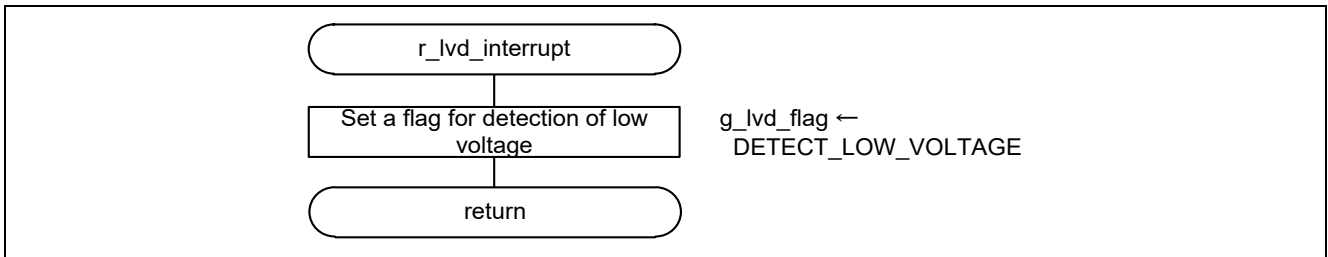 r_lvd_interrupt
Set a flag for detection of low
voltage
g_lvd_flag ←
DETECT_LOW_VOLTAGE
return